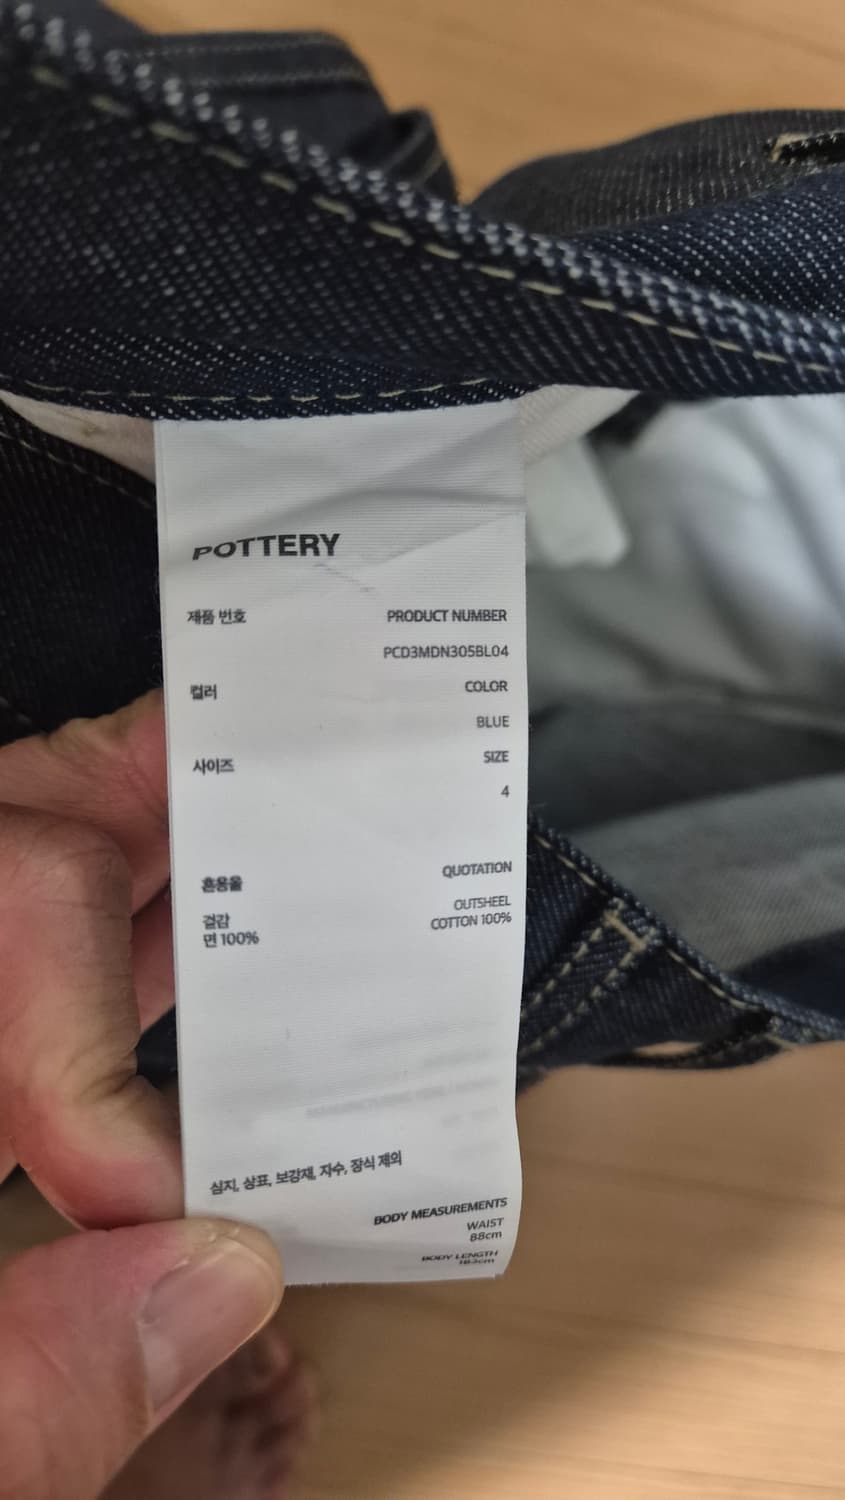 POTTERY
제품 번호 PRODUCT NUMBER
PCD3MDN305BL04
컬러 COLOR
BLUE
사이즈 SIZE
4
혼용율 QUOTATION
겉감 OUTSHEEL
면 100% COTTON 100%
심지, 상표, 보강재, 자수, 장식 제외
BODY MEASUREMENTS
WAIST
88cm
BODY LENGTH
183cm